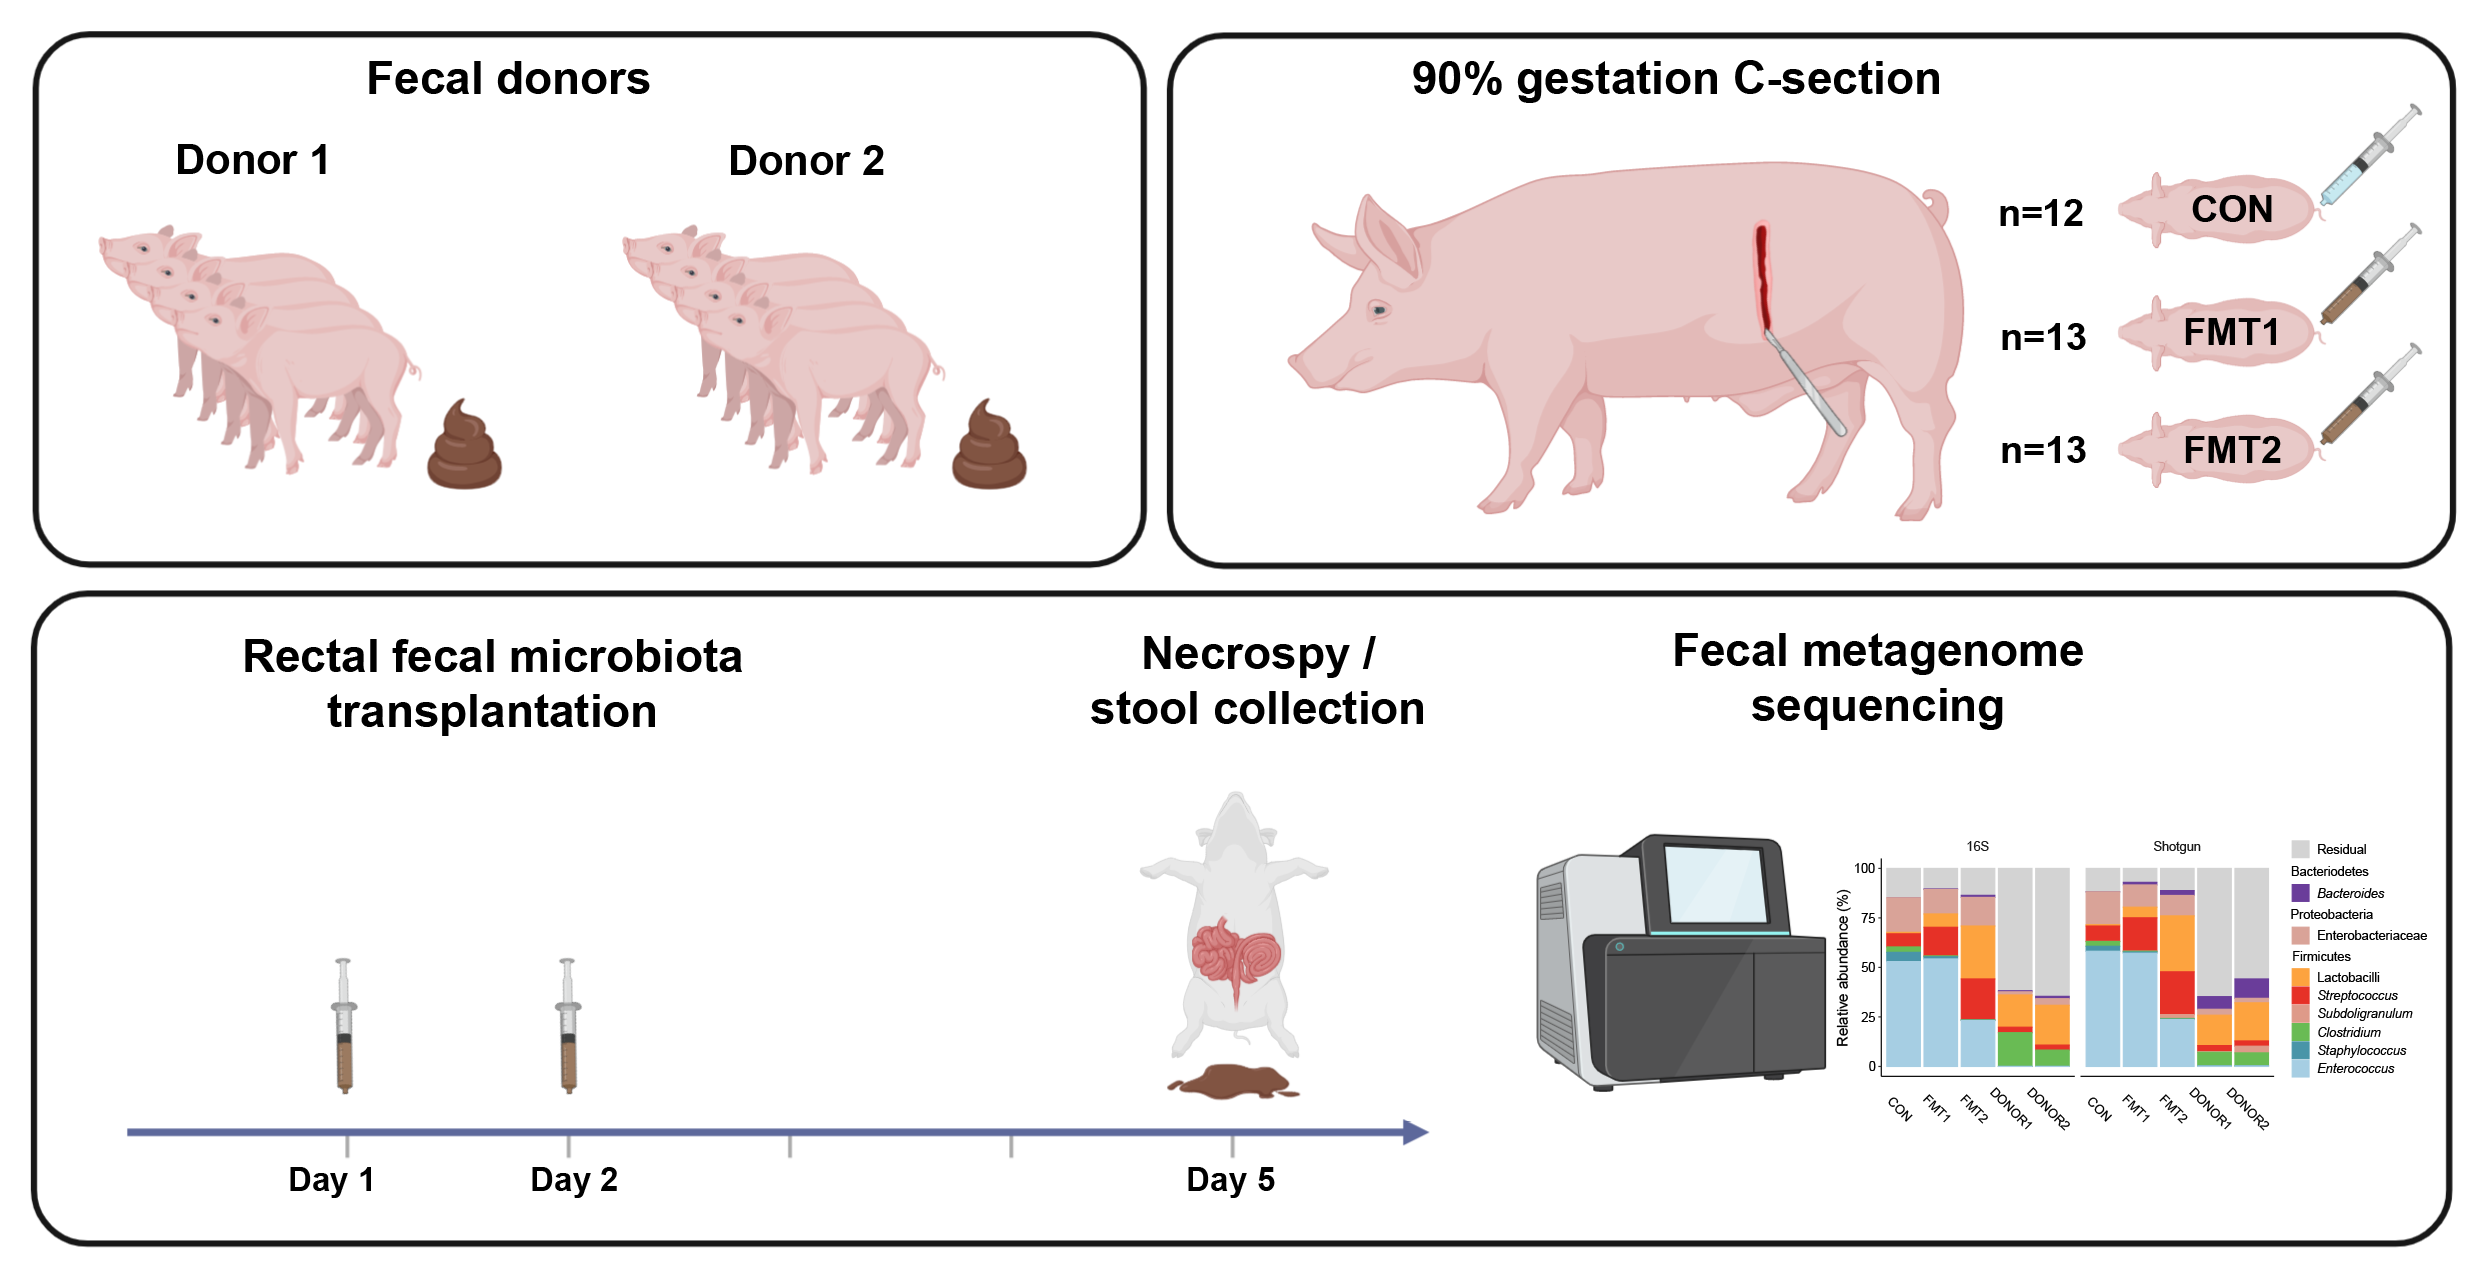 Fecal donors
Donor 1
Donor 2
90% gestation C-section
n=12
CON
n=13
FMT1
n=13
FMT2
Rectal fecal microbiota
transplantation
Necrospy /
stool collection
Fecal metagenome
sequencing
Day 1
Day 2
Day 5
16S
Shotgun
Relative abundance (%)
100
75
50
25
0
CON
FMT1
FMT2
DONOR1
DONOR2
CON
FMT1
FMT2
DONOR1
DONOR2
Residual
Bacteriodetes
Bacteroides
Proteobacteria
Enterobacteriaceae
Firmicutes
Lactobacilli
Streptococcus
Subdoligranulum
Clostridium
Staphylococcus
Enterococcus